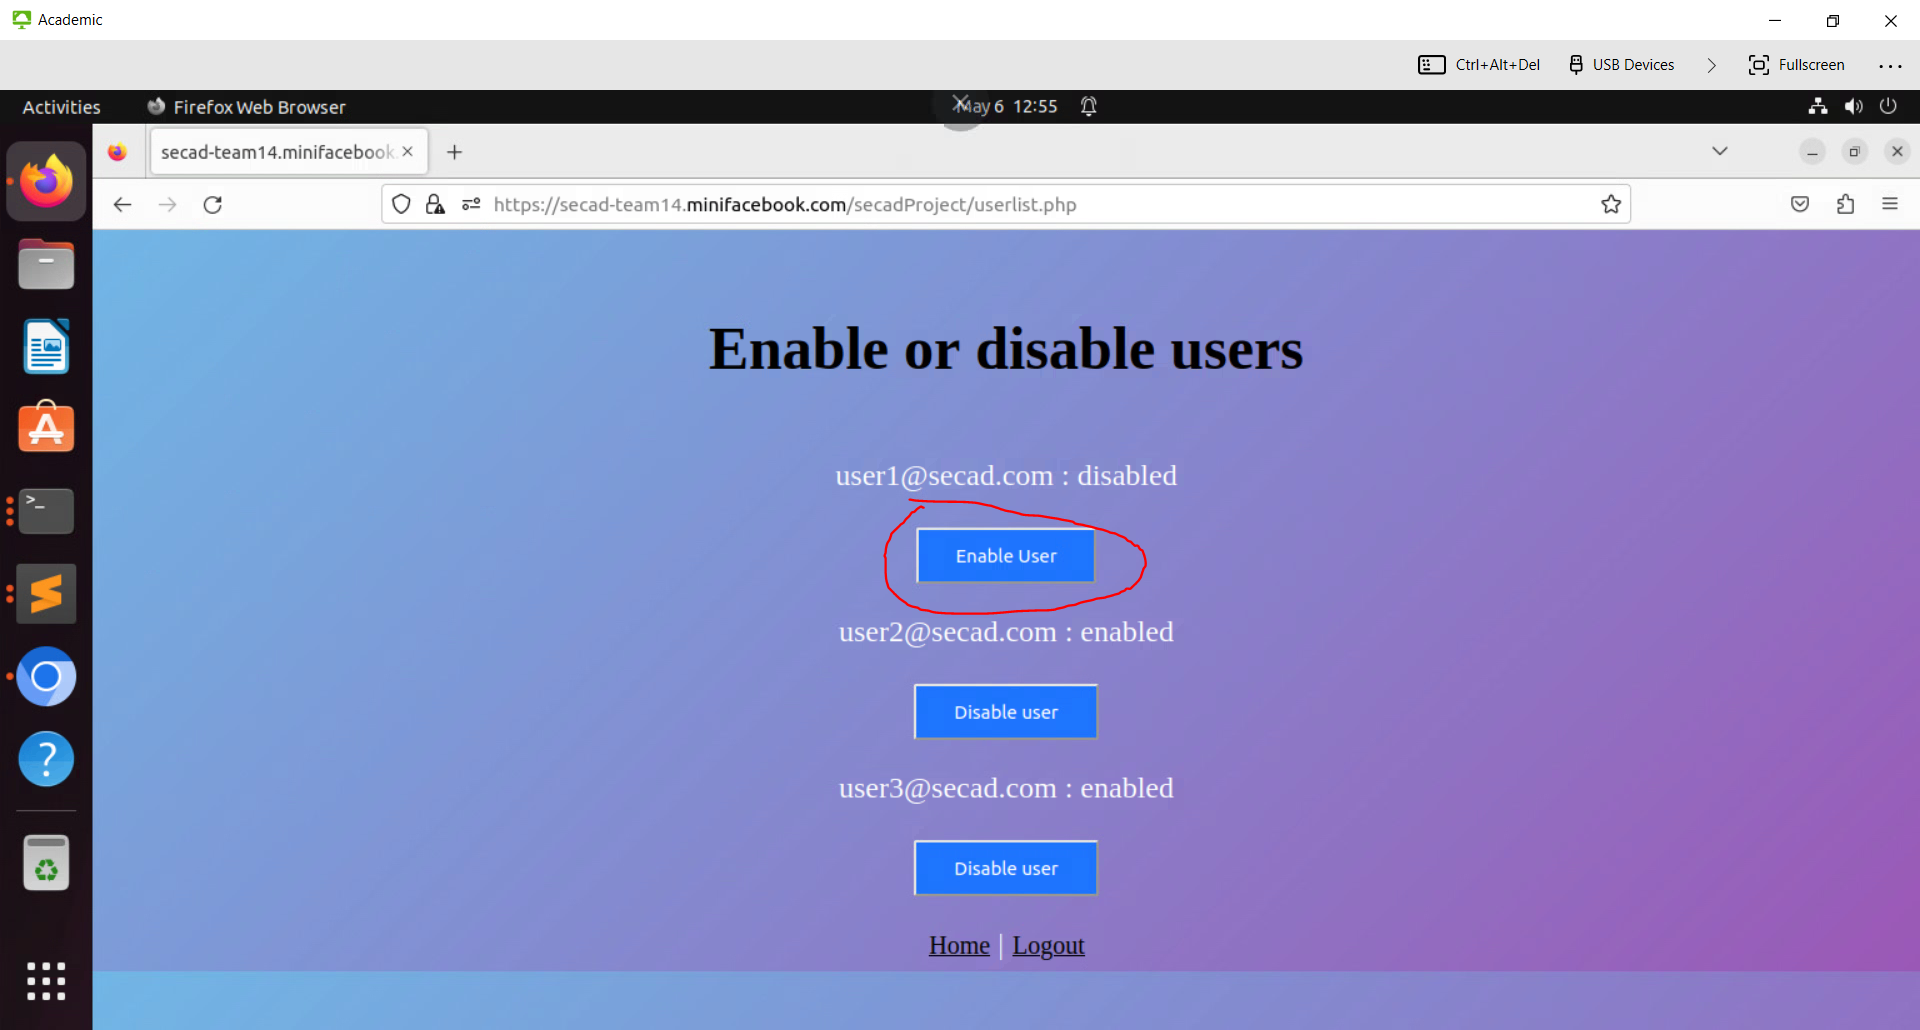 Academic
Ctrl+Alt+Del USB Devices Fullscreen
Activities Firefox Web Browser May 6 12:55
secad-team14.minifacebook.
https://secad-team14.minifacebook.com/secadProject/userlist.php
Enable or disable users
user1@secad.com : disabled
Enable User
user2@secad.com : enabled
Disable user
user3@secad.com : enabled
Disable user
Home | Logout